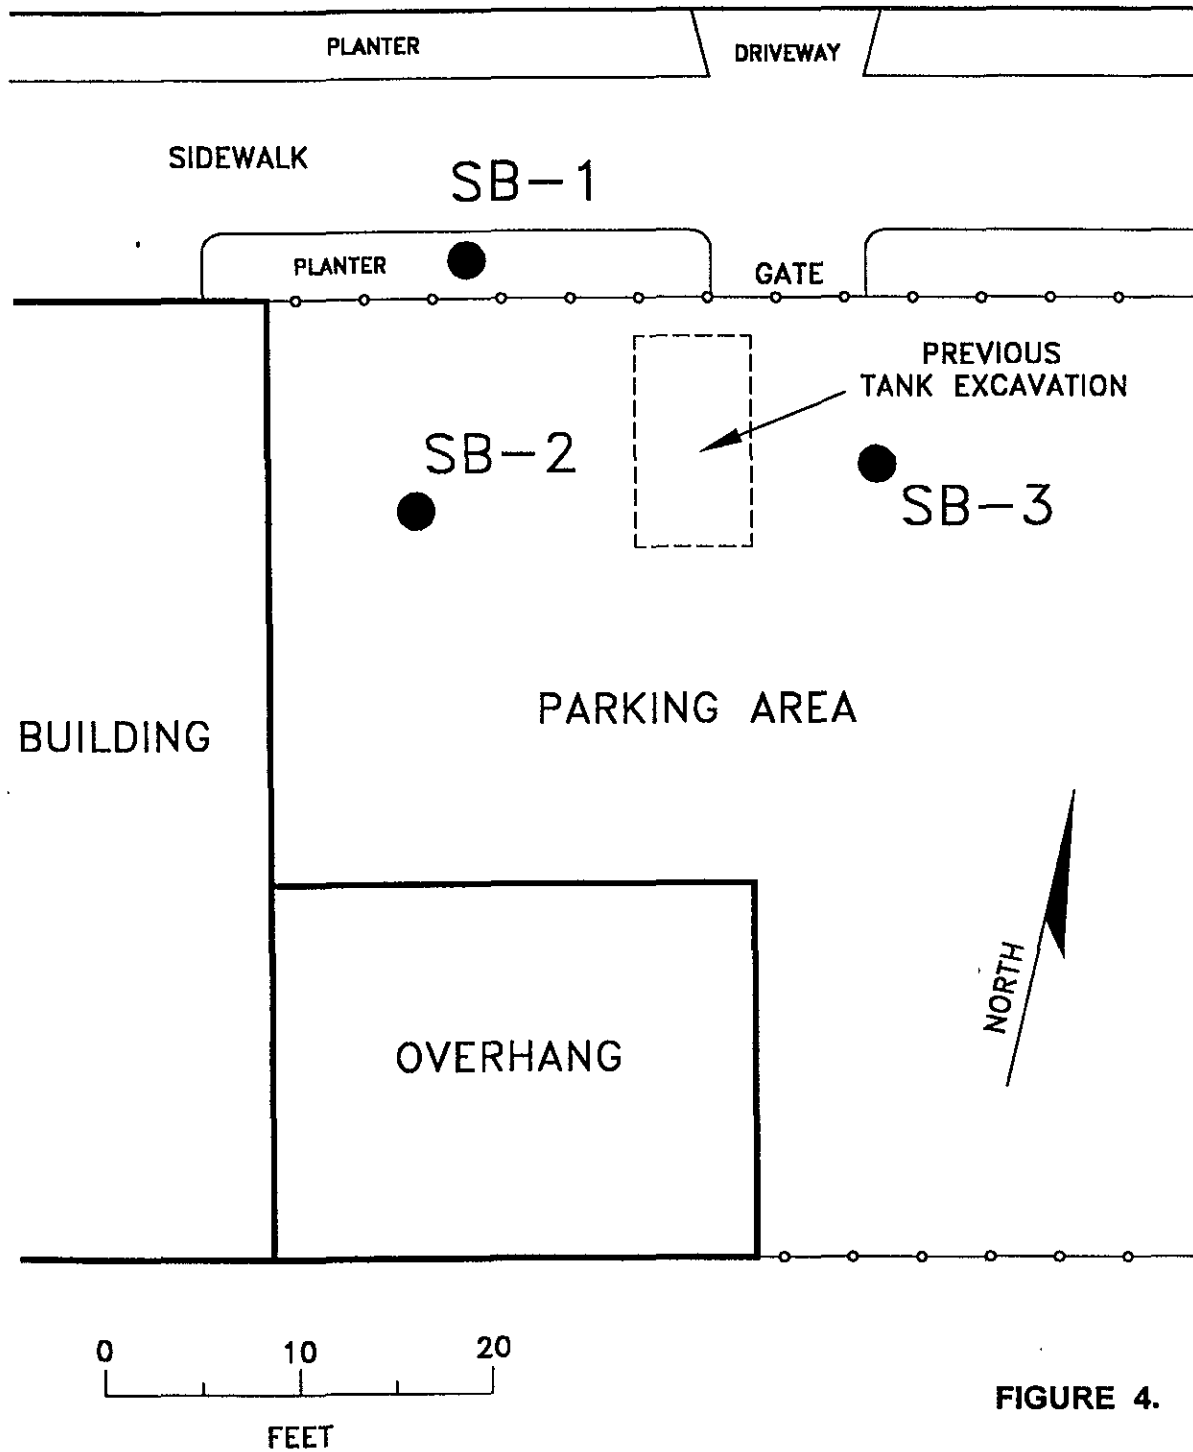 PLANTER
DRIVEWAY
SIDEWALK
SB-1
PLANTER
GATE
PREVIOUS
TANK EXCAVATION
SB-2
SB-3
PARKING AREA
BUILDING
NORTH
OVERHANG
0 10 20
FEET
FIGURE 4.